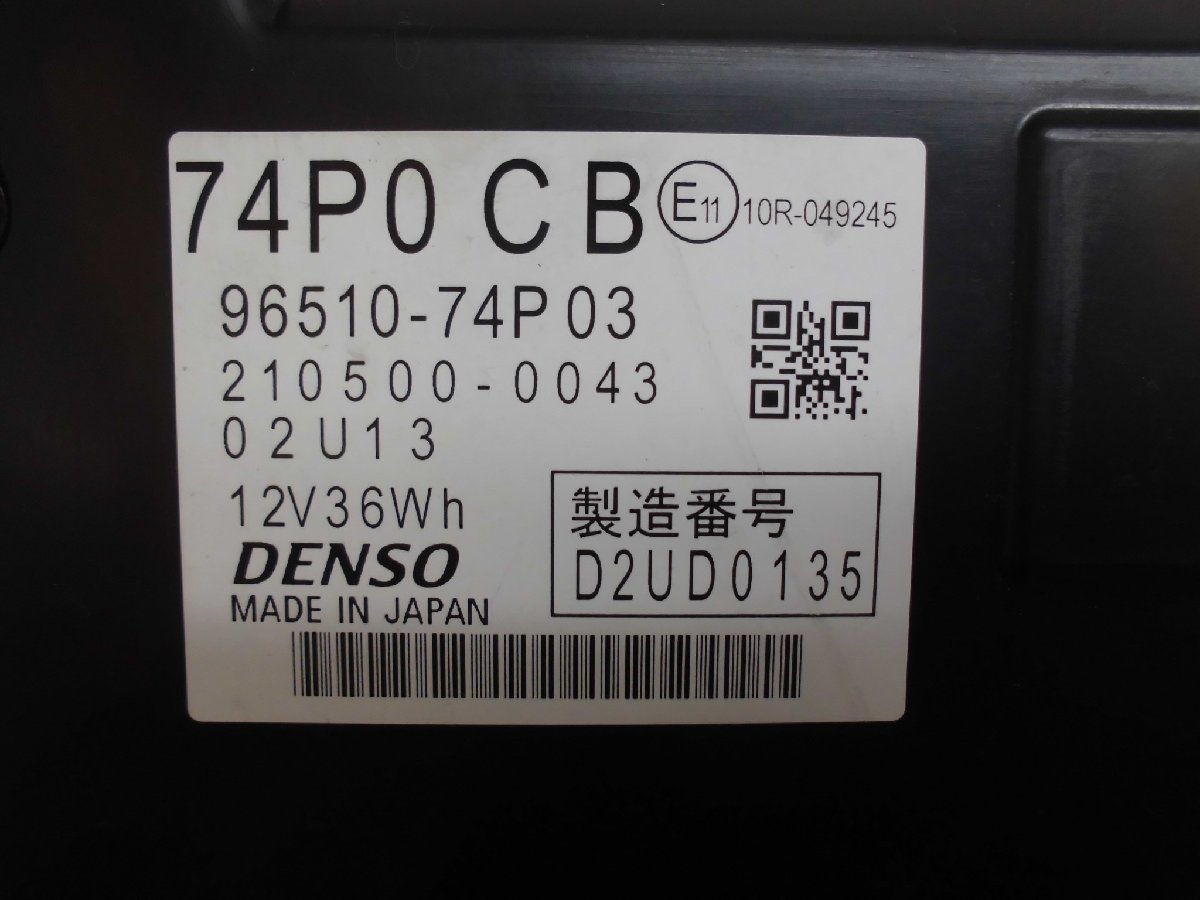 74P0 CB E11 10R-049245
96510-74P03
210500-0043
02U13
12V36Wh
DENSO
MADE IN JAPAN
製造番号
D2UD0135